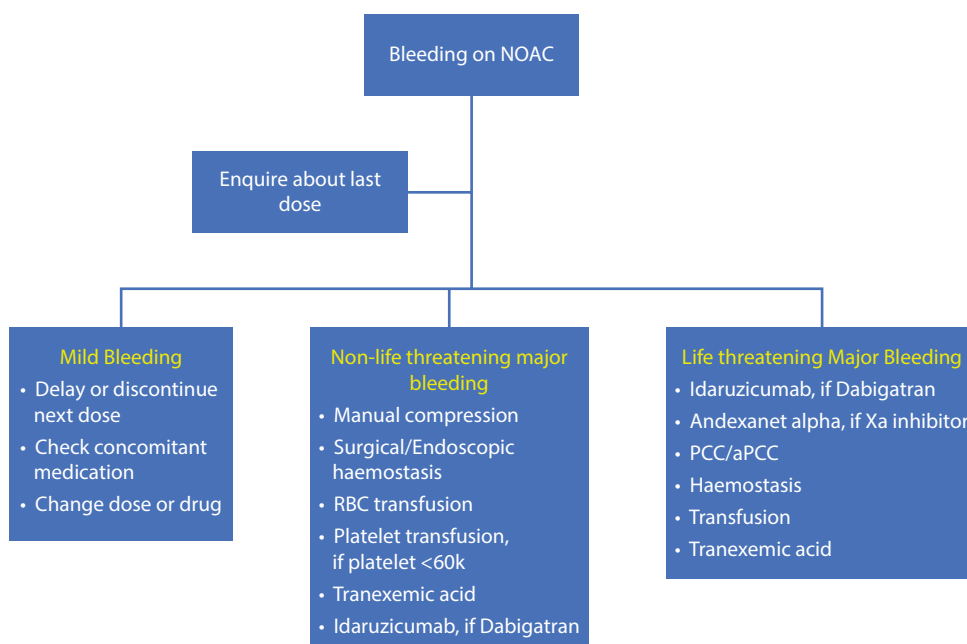 Bleeding on NOAC
Enquire about last
dose
Mild Bleeding
• Delay or discontinue
next dose
• Check concomitant
medication
• Change dose or drug
Non-life threatening major
bleeding
• Manual compression
• Surgical/Endoscopic
haemostasis
• RBC transfusion
• Platelet transfusion,
if platelet <60k
• Tranexemic acid
• Idaruzicumab, if Dabigatran
Life threatening Major Bleeding
• Idaruzicumab, if Dabigatran
• Andexanet alpha, if Xa inhibitor
• PCC/aPCC
• Haemostasis
• Transfusion
• Tranexemic acid